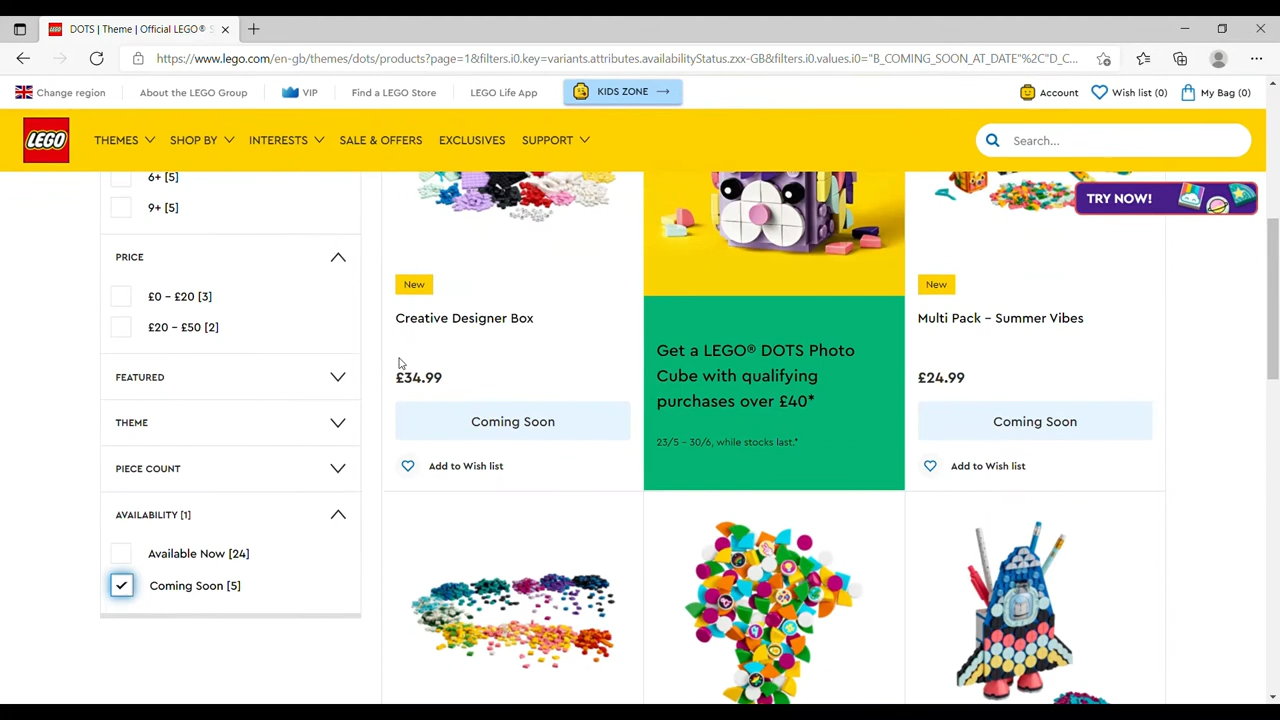 DOTS | Theme | Official LEGO® S
https://www.lego.com/en-gb/themes/dots/products?page=1&filters.i0.key=variants.attributes.availabilityStatus.zxx-GB&filters.i0.values.i0="B_COMING_SOON_AT_DATE"%2C"D_C...
Change region
About the LEGO Group
VIP
Find a LEGO Store
LEGO Life App
KIDS ZONE
Account
Wish list (0)
My Bag (0)
LEGO
THEMES
SHOP BY
INTERESTS
SALE & OFFERS
EXCLUSIVES
SUPPORT
Search...
TRY NOW!
6+ [5]
9+ [5]
PRICE
£0 – £20 [3]
£20 – £50 [2]
FEATURED
THEME
PIECE COUNT
AVAILABILITY [1]
Available Now [24]
Coming Soon [5]
New
Creative Designer Box
£34.99
Coming Soon
Add to Wish list
Get a LEGO® DOTS Photo
Cube with qualifying
purchases over £40*
23/5 – 30/6, while stocks last.*
New
Multi Pack – Summer Vibes
£24.99
Coming Soon
Add to Wish list